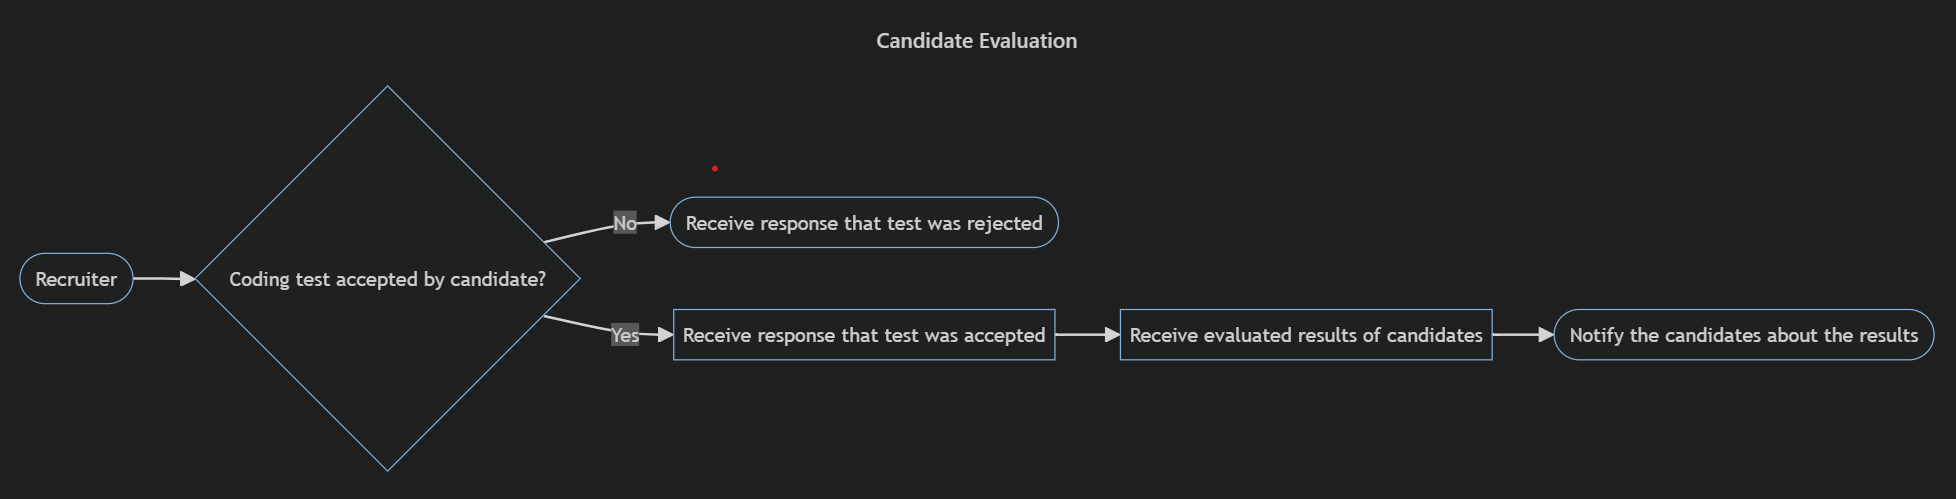 Candidate Evaluation
Recruiter
Coding test accepted by candidate?
No
Receive response that test was rejected
Yes
Receive response that test was accepted
Receive evaluated results of candidates
Notify the candidates about the results